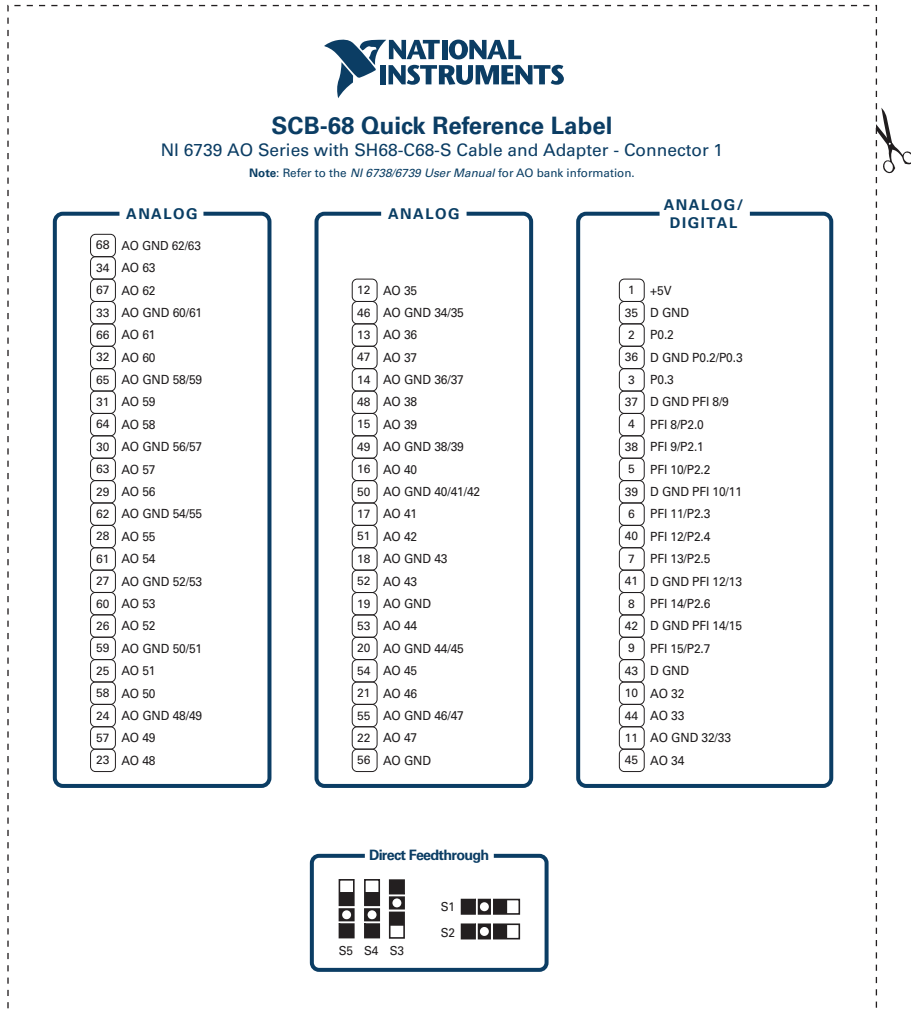 NATIONAL
INSTRUMENTS
SCB-68 Quick Reference Label
NI 6739 AO Series with SH68-C68-S Cable and Adapter - Connector 1
Note: Refer to the NI 6738/6739 User Manual for AO bank information.
ANALOG
68 AO GND 62/63
34 AO 63
67 AO 62
33 AO GND 60/61
66 AO 61
32 AO 60
65 AO GND 58/59
31 AO 59
64 AO 58
30 AO GND 56/57
63 AO 57
29 AO 56
62 AO GND 54/55
28 AO 55
61 AO 54
27 AO GND 52/53
60 AO 53
26 AO 52
59 AO GND 50/51
25 AO 51
58 AO 50
24 AO GND 48/49
57 AO 49
23 AO 48
ANALOG
12 AO 35
46 AO GND 34/35
13 AO 36
47 AO 37
14 AO GND 36/37
48 AO 38
15 AO 39
49 AO GND 38/39
16 AO 40
50 AO GND 40/41/42
17 AO 41
51 AO 42
18 AO GND 43
52 AO 43
19 AO GND
53 AO 44
20 AO GND 44/45
54 AO 45
21 AO 46
55 AO GND 46/47
22 AO 47
56 AO GND
ANALOG/
DIGITAL
1 +5V
35 D GND
2 P0.2
36 D GND P0.2/P0.3
3 P0.3
37 D GND PFI 8/9
4 PFI 8/P2.0
38 PFI 9/P2.1
5 PFI 10/P2.2
39 D GND PFI 10/11
6 PFI 11/P2.3
40 PFI 12/P2.4
7 PFI 13/P2.5
41 D GND PFI 12/13
8 PFI 14/P2.6
42 D GND PFI 14/15
9 PFI 15/P2.7
43 D GND
10 AO 32
44 AO 33
11 AO GND 32/33
45 AO 34
Direct Feedthrough
S5 S4 S3
S1
S2